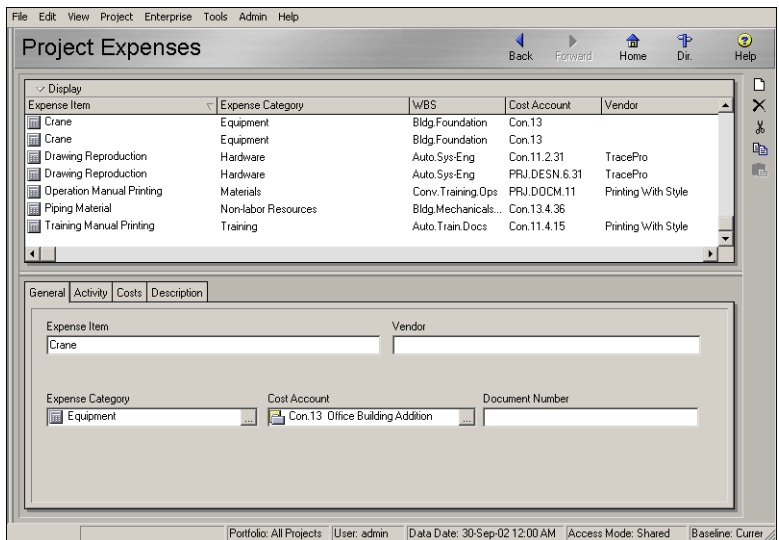 File Edit View Project Enterprise Tools Admin Help
Project Expenses
Back Forward Home Dir. Help
Display
Expense Item Expense Category WBS Cost Account Vendor
Crane Equipment Bldg.Foundation Con.13
Crane Equipment Bldg.Foundation Con.13
Drawing Reproduction Hardware Auto.Sys-Eng Con.11.2.31 TracePro
Drawing Reproduction Hardware Auto.Sys-Eng PRJ.DESN.6.31 TracePro
Operation Manual Printing Materials Conv.Training.Ops PRJ.DOCM.11 Printing With Style
Piping Material Non-labor Resources Bldg.Mechanicals... Con.13.4.36
Training Manual Printing Training Auto.Train.Docs Con.11.4.15 Printing With Style
General Activity Costs Description
Expense Item Vendor
Crane
Expense Category Cost Account Document Number
Equipment ... Con.13 Office Building Addition ...
Portfolio: All Projects User: admin Data Date: 30-Sep-02 12:00 AM Access Mode: Shared Baseline: Currer